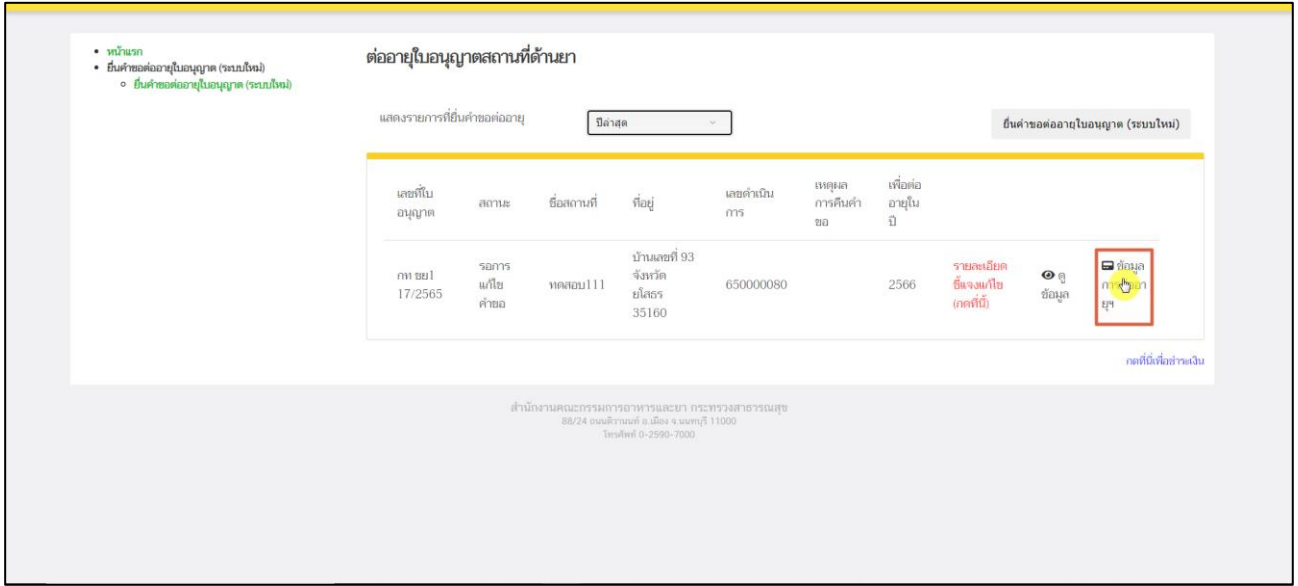 หน้าแรก
ยื่นคำขอต่ออายุใบอนุญาต (ระบบใหม่)
ยื่นคำขอต่ออายุใบอนุญาต (ระบบใหม่)
ต่ออายุใบอนุญาตสถานที่ด้านยา
แสดงรายการที่ยื่นคำขอต่ออายุ
ปีล่าสุด
ยื่นคำขอต่ออายุใบอนุญาต (ระบบใหม่)
เลขที่ใบ
อนุญาต
สถานะ
ชื่อสถานที่
ที่อยู่
เลขดำเนิน
การ
เหตุผล
การคืนคำ
ขอ
เพื่อต่อ
อายุใน
ปี
กท ขย1
17/2565
รอการ
แก้ไข
คำขอ
ทดสอบ111
บ้านเลขที่ 93
จังหวัด
ยโสธร
35160
650000080
2566
รายละเอียด
ชี้แจงแก้ไข
(กดที่นี่)
ดู
ข้อมูล
ข้อมูล
ยุฯ
กดที่นี่เพื่อชำระเงิน
สำนักงานคณะกรรมการอาหารและยา กระทรวงสาธารณสุข
88/24 ถนนติวานนท์ อ.เมือง จ.นนทบุรี 11000
โทรศัพท์ 0-2590-7000